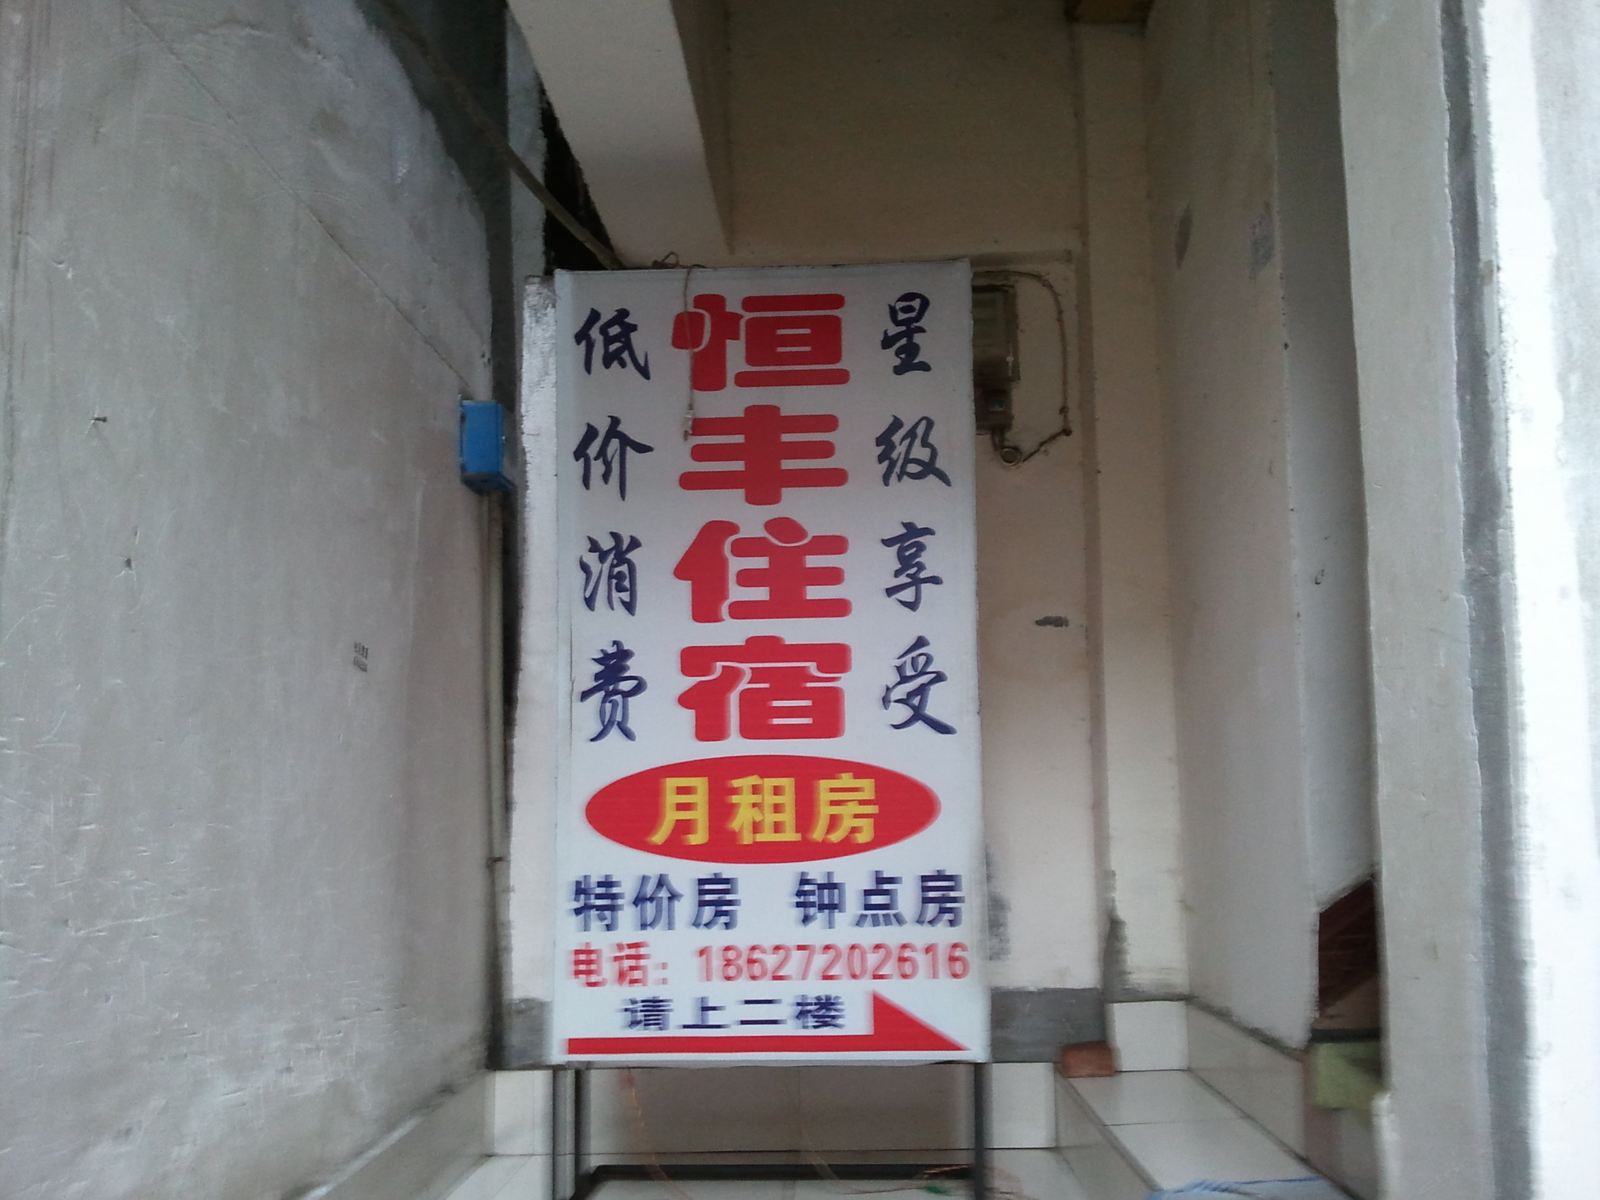 恒丰住宿
低价消费
星级享受
月租房
特价房 钟点房
电话：18627202616
请上二楼